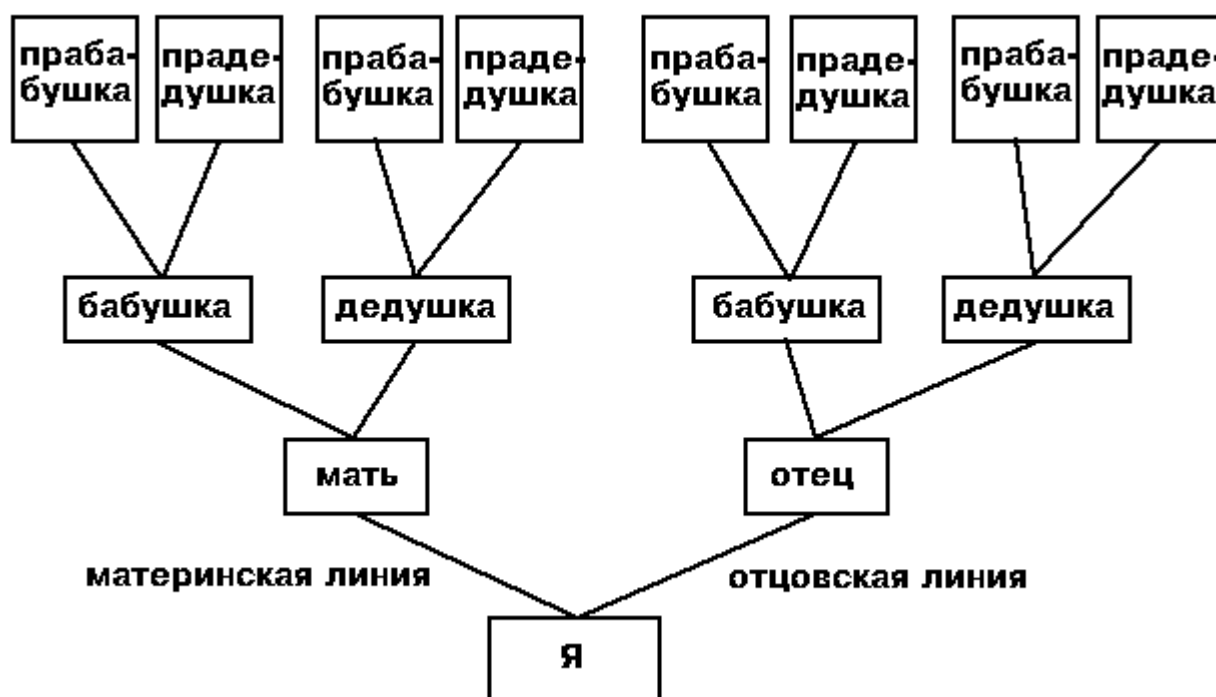 праба-
бушка
праде-
душка
праба-
бушка
праде-
душка
праба-
бушка
праде-
душка
праба-
бушка
праде-
душка
бабушка
дедушка
бабушка
дедушка
мать
отец
материнская линия
отцовская линия
я